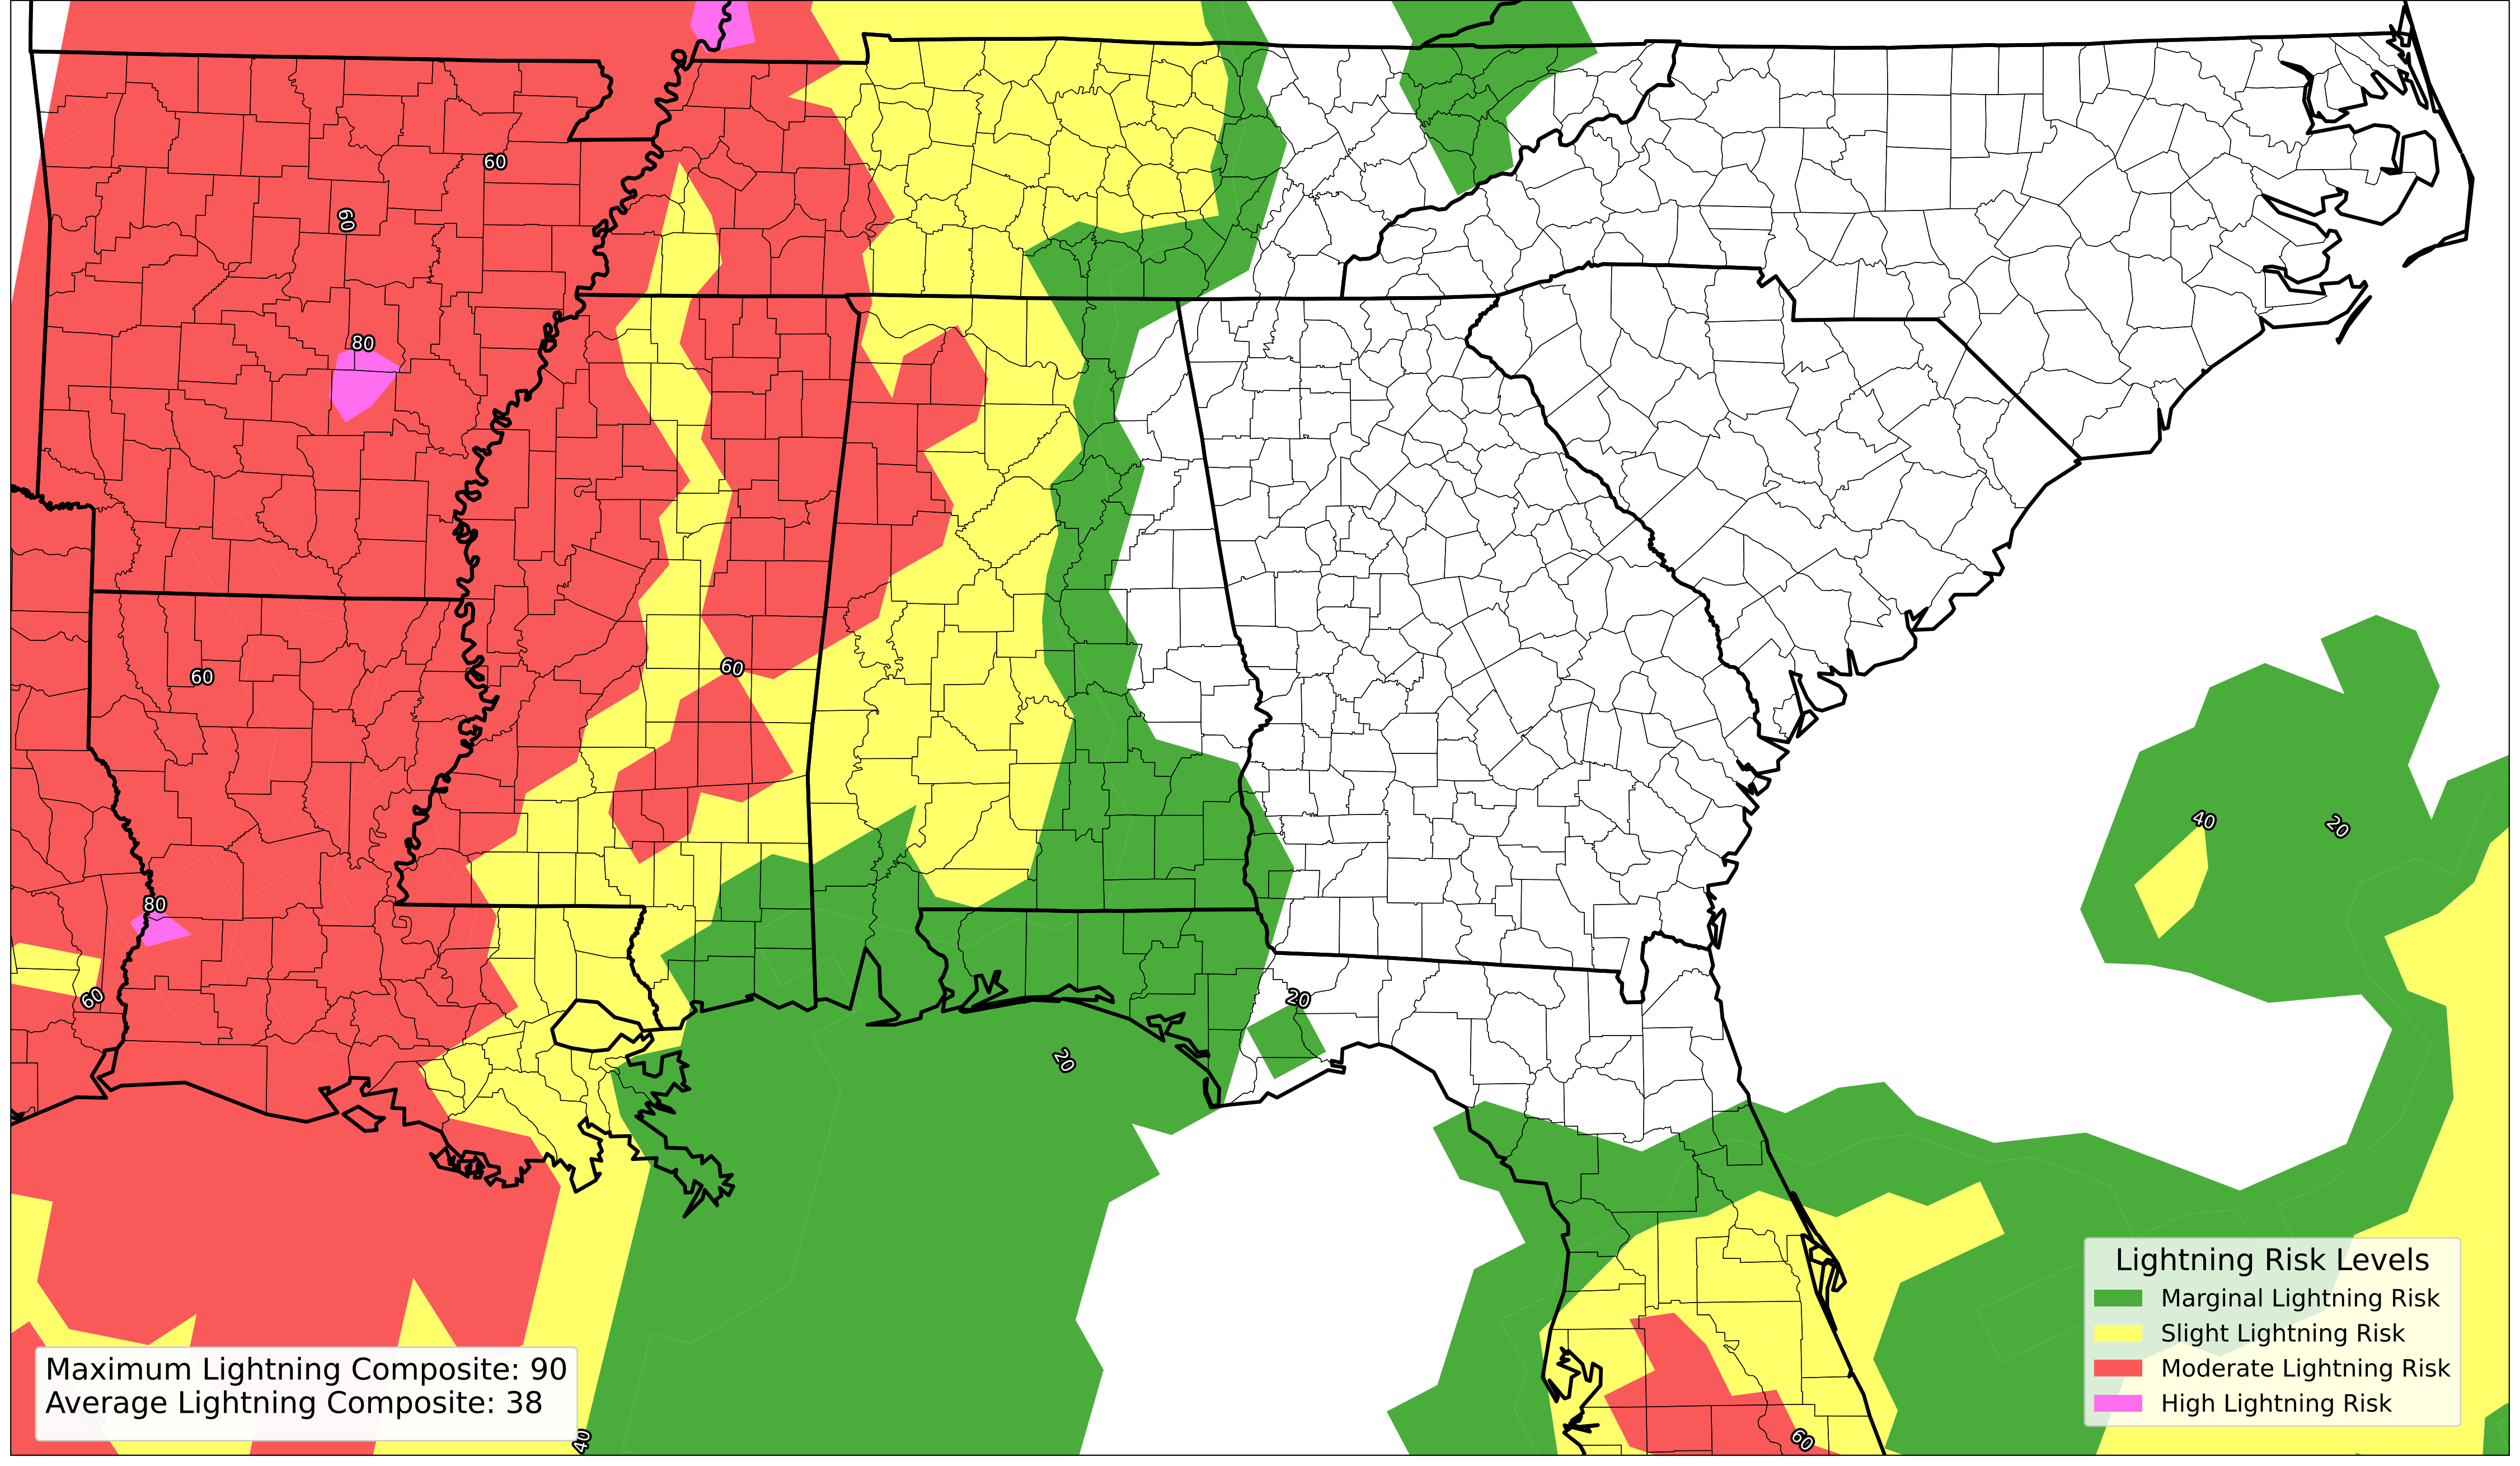 60
60
80
60
60
40
20
80
60
20
20
40
60
Lightning Risk Levels
Marginal Lightning Risk
Slight Lightning Risk
Moderate Lightning Risk
High Lightning Risk
Maximum Lightning Composite: 90
Average Lightning Composite: 38